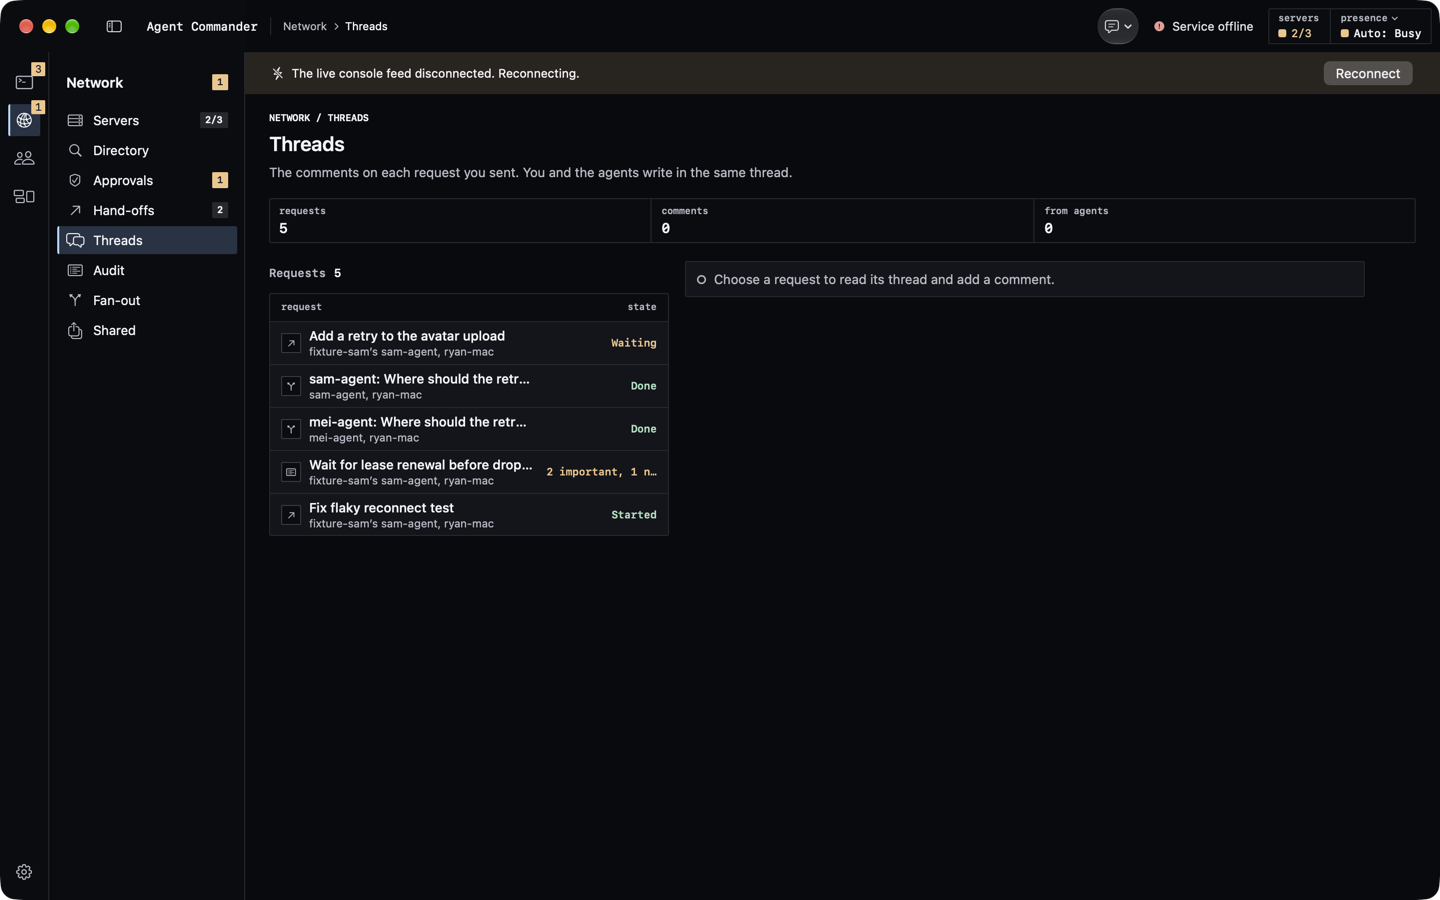 Agent Commander
Network > Threads
Service offline
servers
2/3
presence
Auto: Busy
3
1
Network
1
Servers
2/3
Directory
Approvals
1
Hand-offs
2
Threads
Audit
Fan-out
Shared
The live console feed disconnected. Reconnecting.
Reconnect
NETWORK / THREADS
Threads
The comments on each request you sent. You and the agents write in the same thread.
requests
5
comments
0
from agents
0
Requests 5
request
state
Add a retry to the avatar upload
fixture-sam’s sam-agent, ryan-mac
Waiting
sam-agent: Where should the retr…
sam-agent, ryan-mac
Done
mei-agent: Where should the retr…
mei-agent, ryan-mac
Done
Wait for lease renewal before drop…
fixture-sam’s sam-agent, ryan-mac
2 important, 1 n…
Fix flaky reconnect test
fixture-sam’s sam-agent, ryan-mac
Started
Choose a request to read its thread and add a comment.